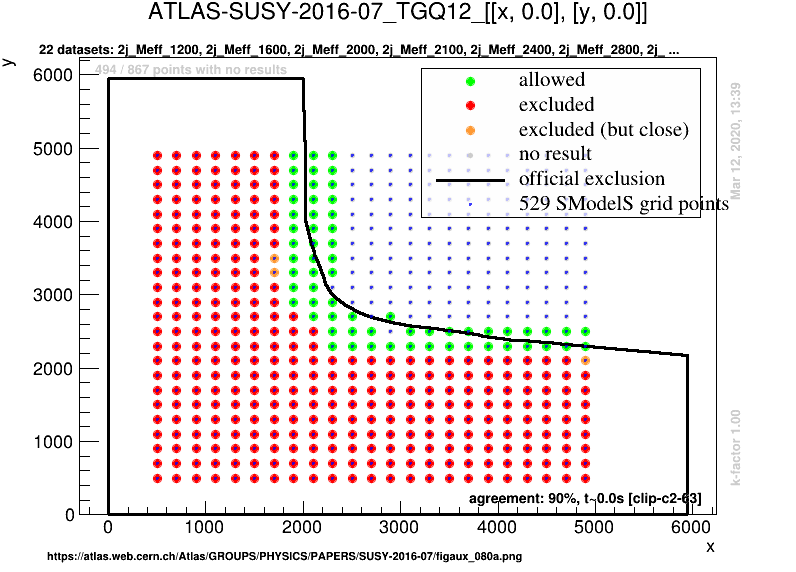 ATLAS-SUSY-2016-07_TGQ12_[[x, 0.0], [y, 0.0]]
22 datasets: 2j_Meff_1200, 2j_Meff_1600, 2j_Meff_2000, 2j_Meff_2100, 2j_Meff_2400, 2j_Meff_2800, 2j_ ...
y
494 / 867 points with no results
allowed
excluded
excluded (but close)
no result
official exclusion
529 SModelS grid points
Mar 12, 2020, 13:39
k-factor 1.00
6000
5000
4000
3000
2000
1000
0
agreement: 90%, t~0.0s [clip-c2-63]
0 1000 2000 3000 4000 5000 6000
x
https://atlas.web.cern.ch/Atlas/GROUPS/PHYSICS/PAPERS/SUSY-2016-07/figaux_080a.png